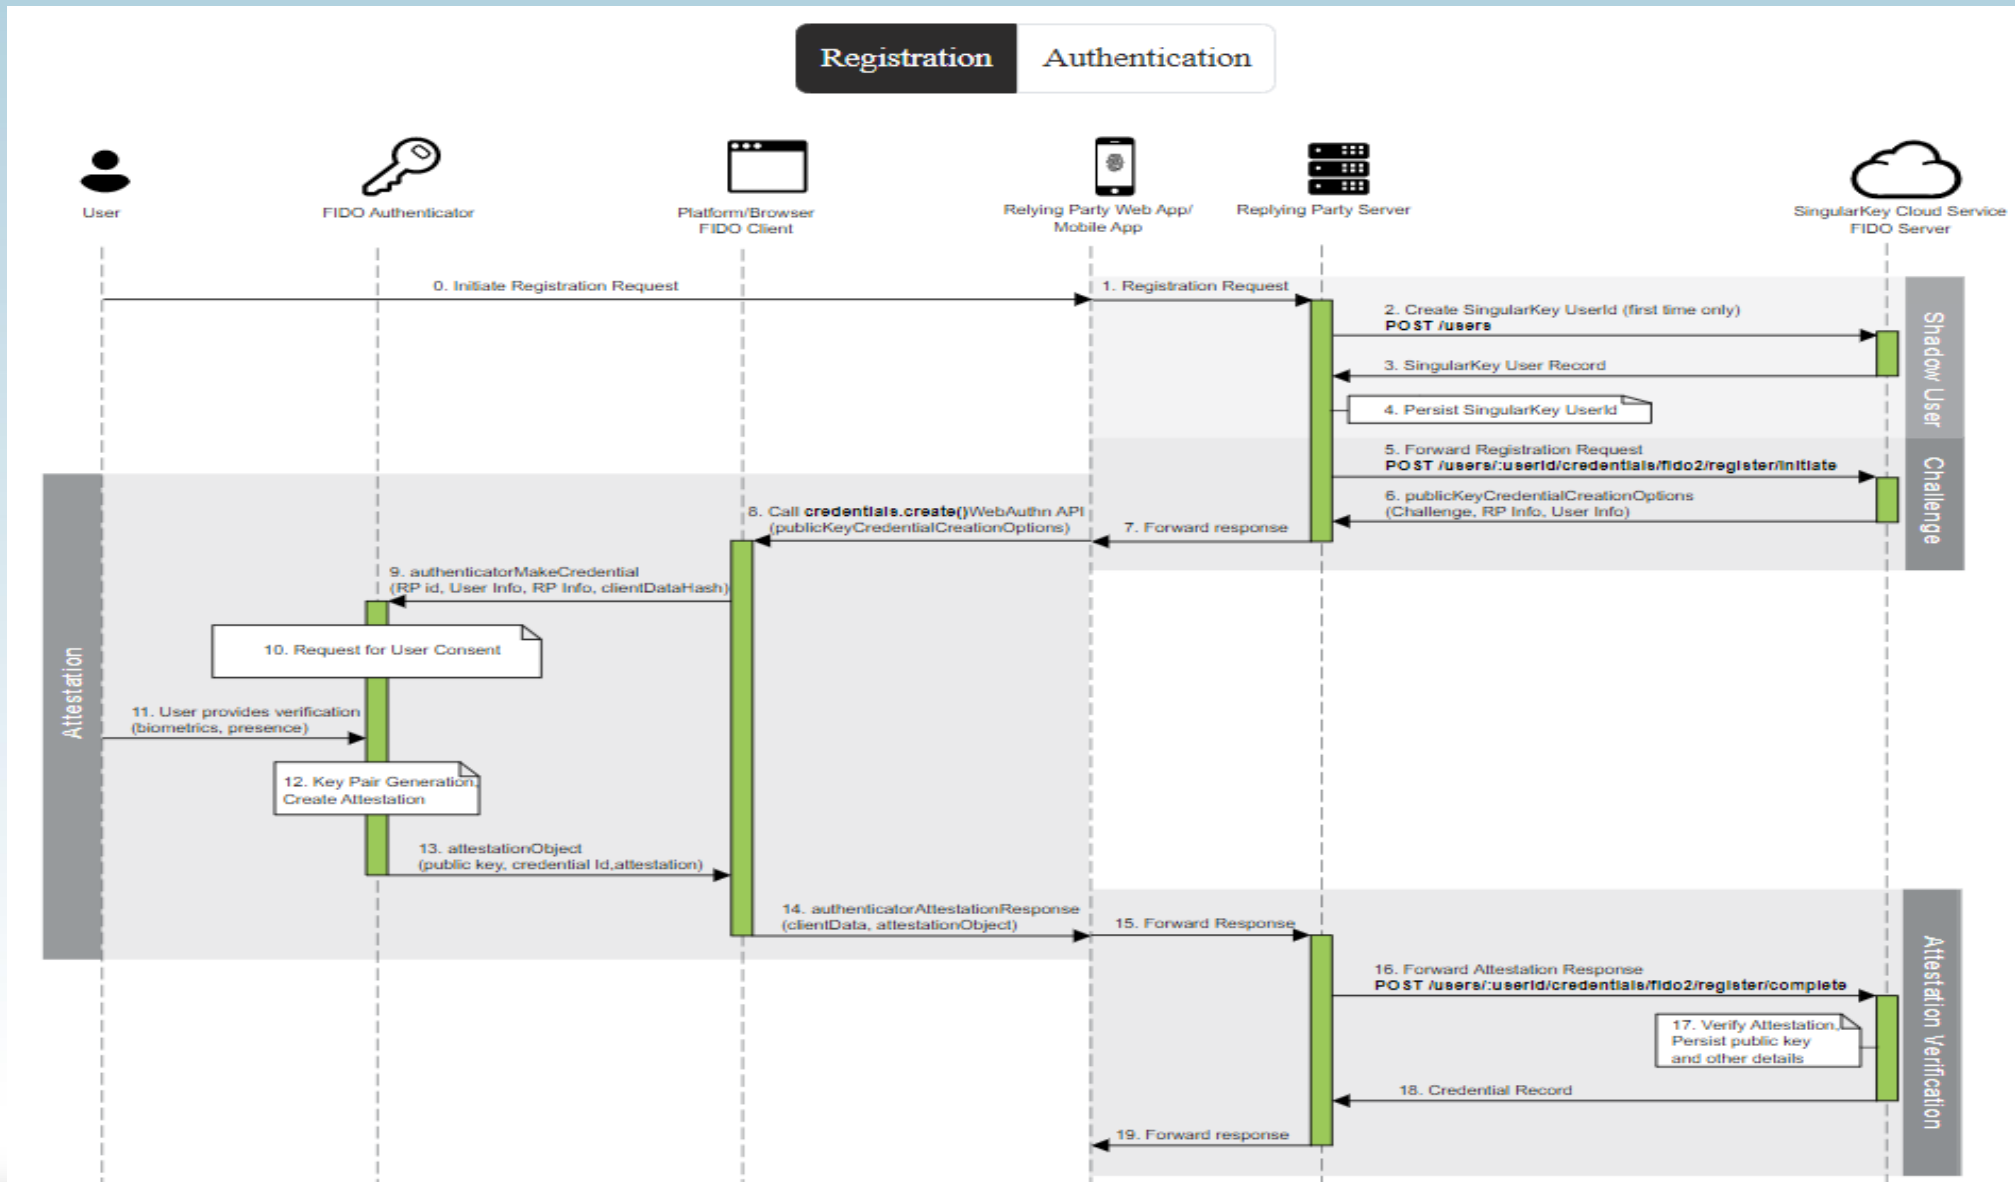 Registration
Authentication
User
FIDO Authenticator
Platform/Browser
FIDO Client
Relying Party Web App/
Mobile App
Replying Party Server
SingularKey Cloud Service
FIDO Server
0. Initiate Registration Request
1. Registration Request
2. Create SingularKey UserId (first time only)
POST /users
3. SingularKey User Record
4. Persist SingularKey UserId
Shadow User
5. Forward Registration Request
POST /users/:userId/credentials/fido2/register/initiate
6. publicKeyCredentialCreationOptions
(Challenge, RP Info, User Info)
Challenge
7. Forward response
8. Call credentials.create()WebAuthn API
(publicKeyCredentialCreationOptions)
9. authenticatorMakeCredential
(RP id, User Info, RP Info, clientDataHash)
10. Request for User Consent
Attestation
11. User provides verification
(biometrics, presence)
12. Key Pair Generation,
Create Attestation
13. attestationObject
(public key, credential Id,attestation)
14. authenticatorAttestationResponse
(clientData, attestationObject)
15. Forward Response
16. Forward Attestation Response
POST /users/:userId/credentials/fido2/register/complete
17. Verify Attestation,
Persist public key
and other details
Attestation Verification
18. Credential Record
19. Forward response